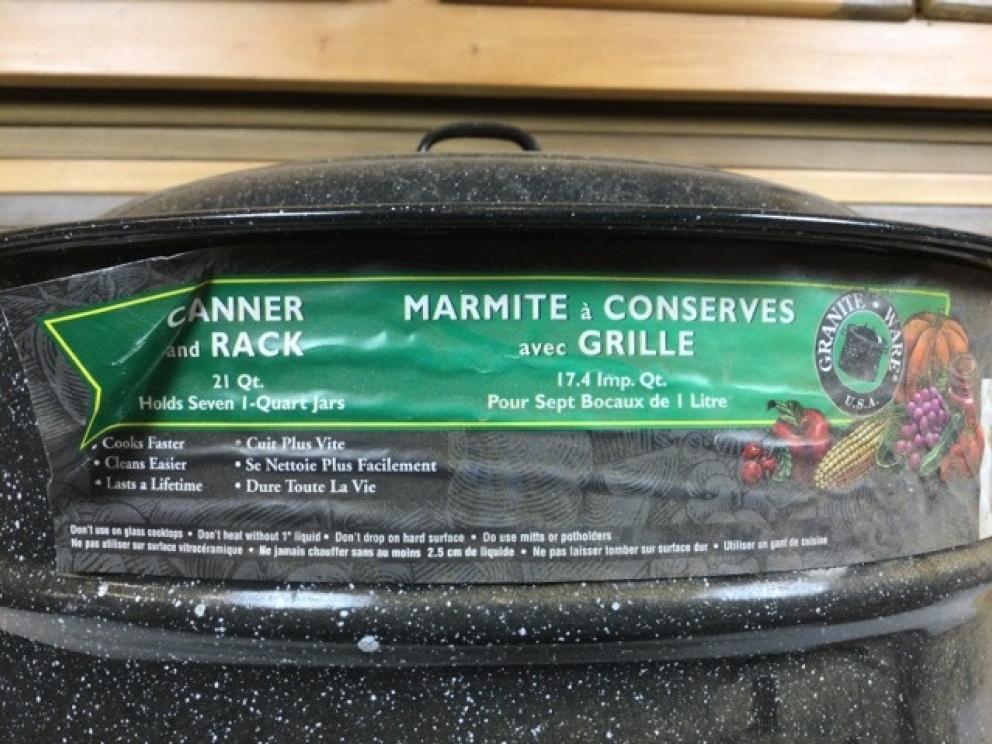 CANNER
and RACK
21 Qt.
Holds Seven 1-Quart Jars
MARMITE à CONSERVES
avec GRILLE
17.4 Imp. Qt.
Pour Sept Bocaux de 1 Litre
GRANITE • WARE •
U.S.A.
• Cooks Faster
• Cleans Easier
• Lasts a Lifetime
• Cuit Plus Vite
• Se Nettoie Plus Facilement
• Dure Toute La Vie
Don't use on glass cooktops • Don't heat without 1" liquid • Don't drop on hard surface • Do use mitts or potholders
Ne pas utiliser sur surface vitrocéramique • Ne jamais chauffer sans au moins 2.5 cm de liquide • Ne pas laisser tomber sur surface dur • Utiliser un gant de cuisine